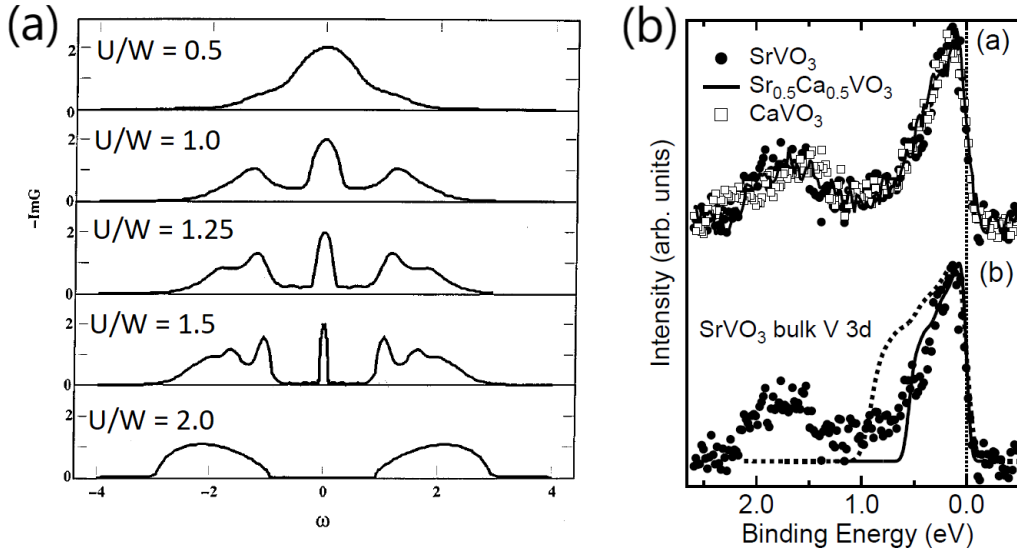 (a)
U/W = 0.5
2
0
U/W = 1.0
2
0
U/W = 1.25
2
0
U/W = 1.5
2
0
U/W = 2.0
2
0
−4
−2
0
2
4
−ImG
ω
(b)
(a)
SrVO3
Sr0.5Ca0.5VO3
CaVO3
(b)
SrVO3 bulk V 3d
Intensity (arb. units)
2.0
1.0
0.0
Binding Energy (eV)